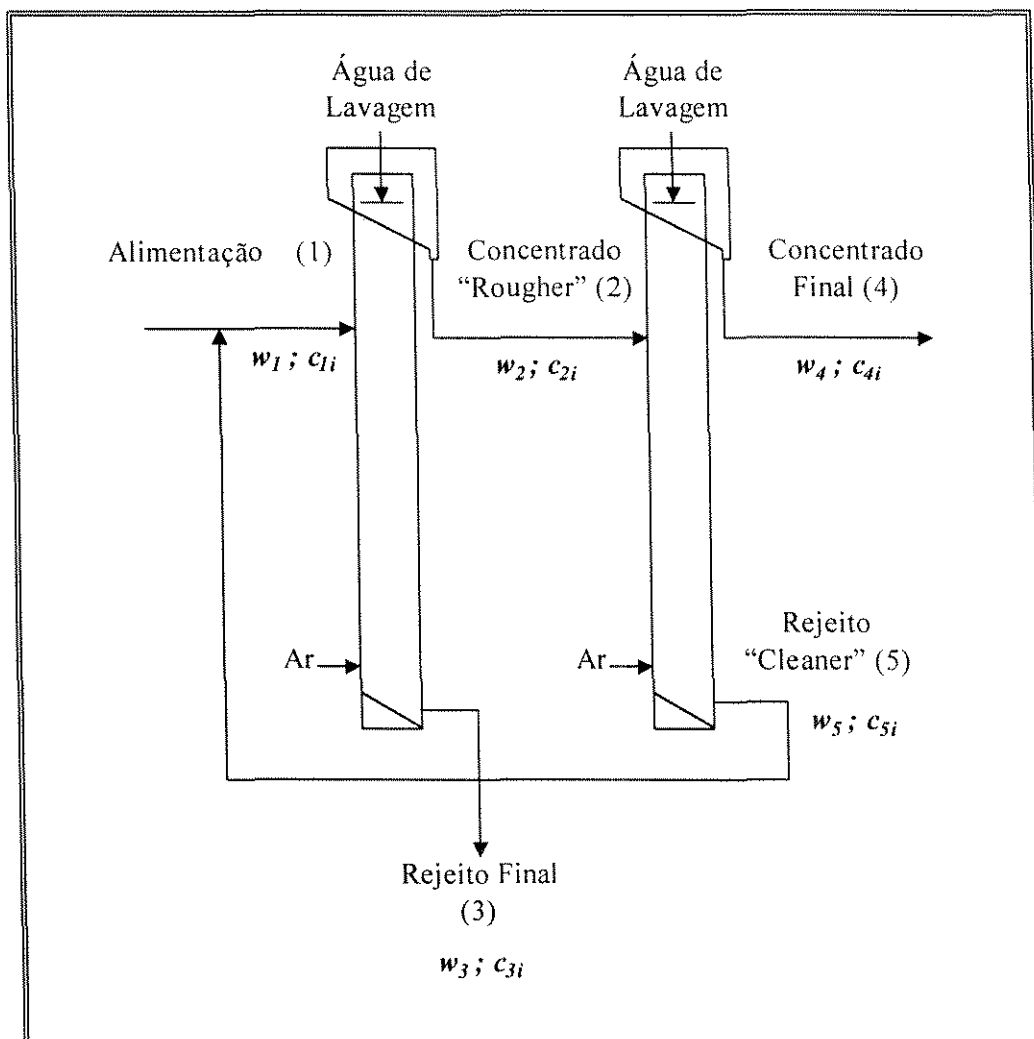 Água de
Lavagem
Água de
Lavagem
Alimentação (1)
Concentrado
“Rougher” (2)
Concentrado
Final (4)
w1 ; c1i
w2 ; c2i
w4 ; c4i
Ar
Ar
Rejeito
“Cleaner” (5)
w5 ; c5i
Rejeito Final
(3)
w3 ; c3i